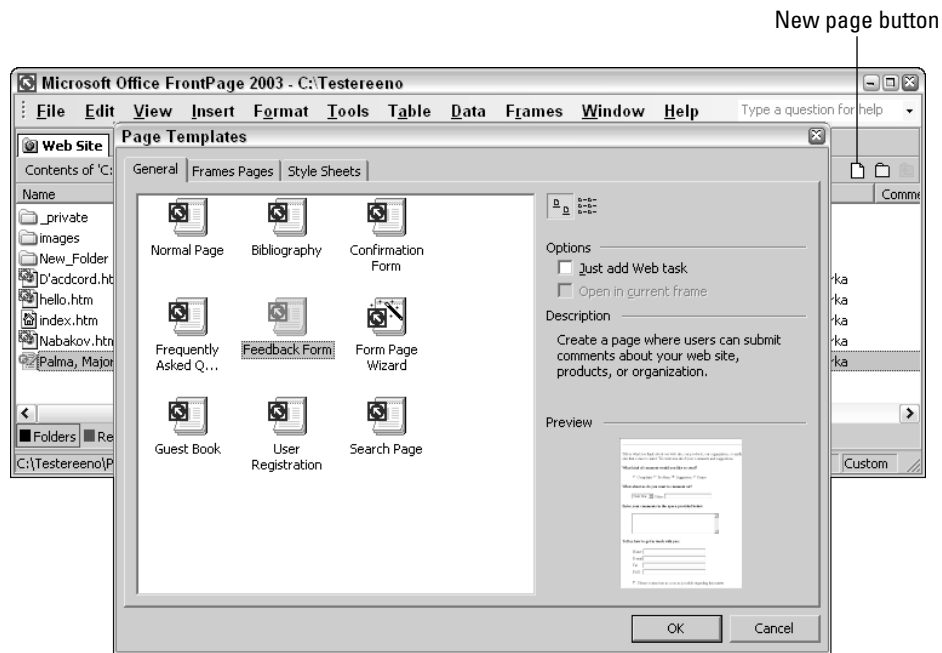 New page button
Microsoft Office FrontPage 2003 - C:\Testereeno
File Edit View Insert Format Tools Table Data Frames Window Help Type a question for help
Web Site
Page Templates
Contents of 'C:
General Frames Pages Style Sheets
Name Comme
_private
images
New_Folder
D'acdcord.ht
hello.htm
index.htm
Nabakov.htm
Palma, Major
rka
rka
rka
rka
rka
Normal Page Bibliography Confirmation Form
Frequently Asked Q... Feedback Form Form Page Wizard
Guest Book User Registration Search Page
Options
Just add Web task
Open in current frame
Description
Create a page where users can submit
comments about your web site,
products, or organization.
Preview
Folders Re
C:\Testereeno\P Custom
OK Cancel